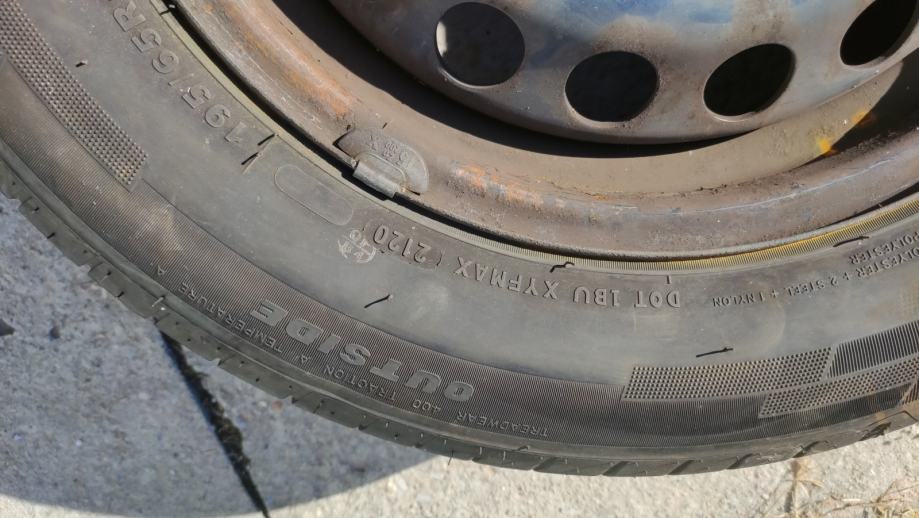 195/65R
DOT 1BU XYFMAX 2120
POLYESTER + 2 STEEL + 1 NYLON
POLYESTER
OUTSIDE
TREADWEAR 400 TRACTION A TEMPERATURE A